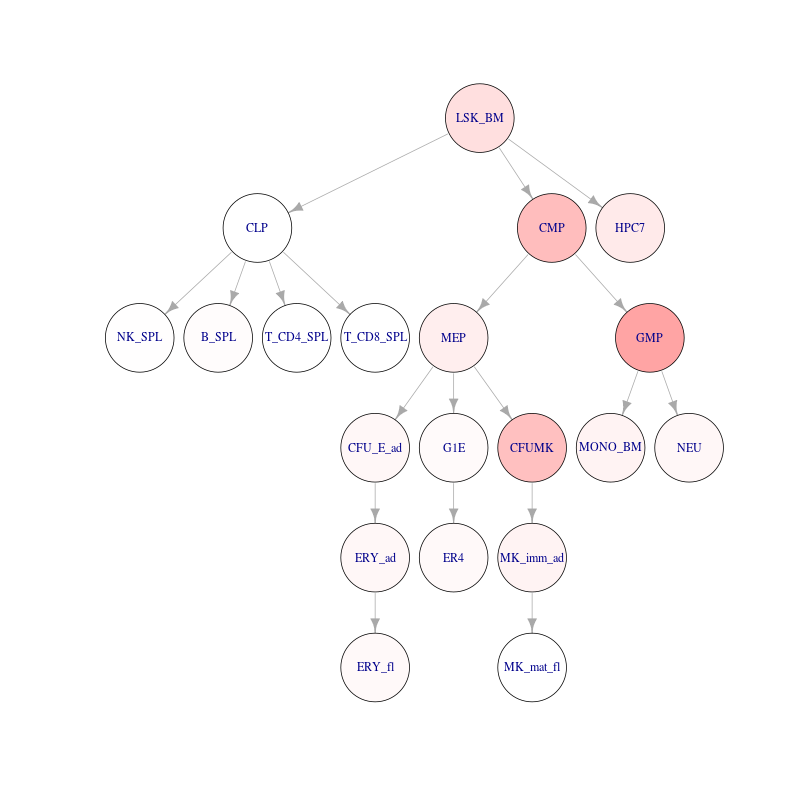 LSK_BM
CLP
CMP
HPC7
NK_SPL
B_SPL
T_CD4_SPL
T_CD8_SPL
MEP
GMP
CFU_E_ad
G1E
CFUMK
MONO_BM
NEU
ERY_ad
ER4
MK_imm_ad
ERY_fl
MK_mat_fl